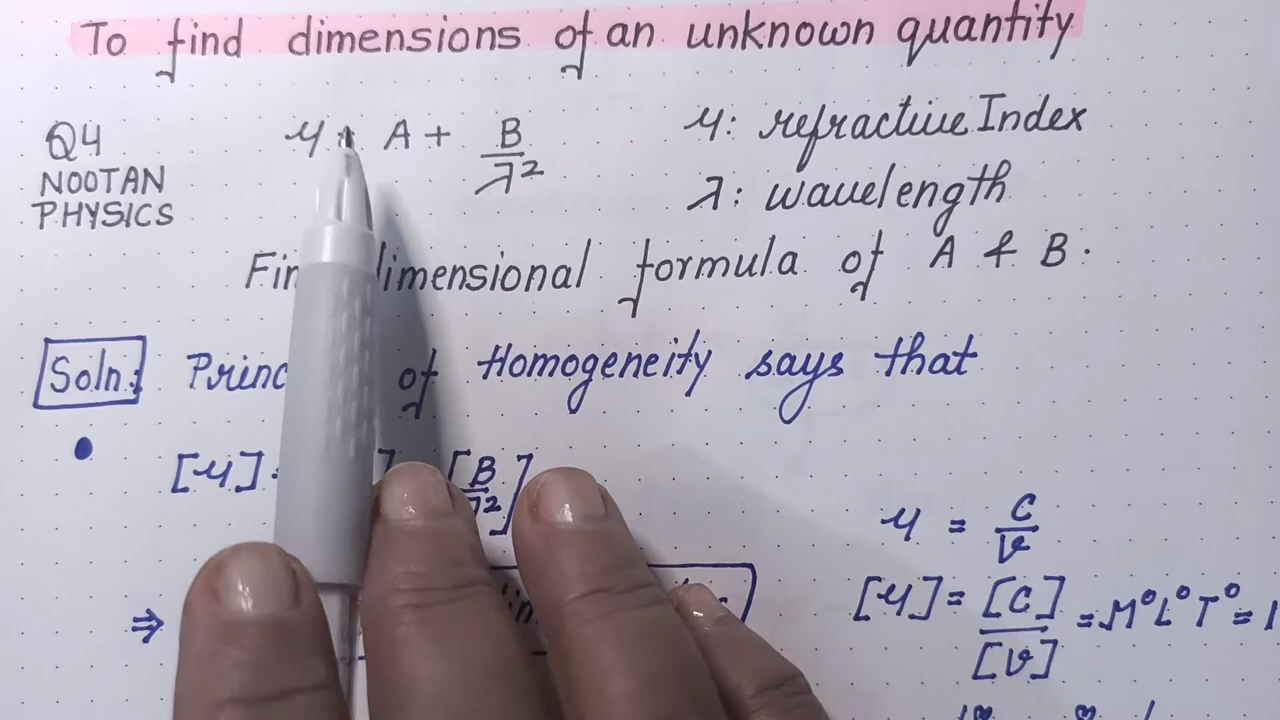 To find dimensions of an unknown quantity
Q4
NOOTAN
PHYSICS
μ A + B/λ²
μ: refractive Index
λ: wavelength
dimensional formula of A & B.
Soln: of Homogeneity says that
[μ] [B/λ²]
μ = c/v
[μ] = [c]/[v] = M⁰L⁰T⁰ = 1
⇒